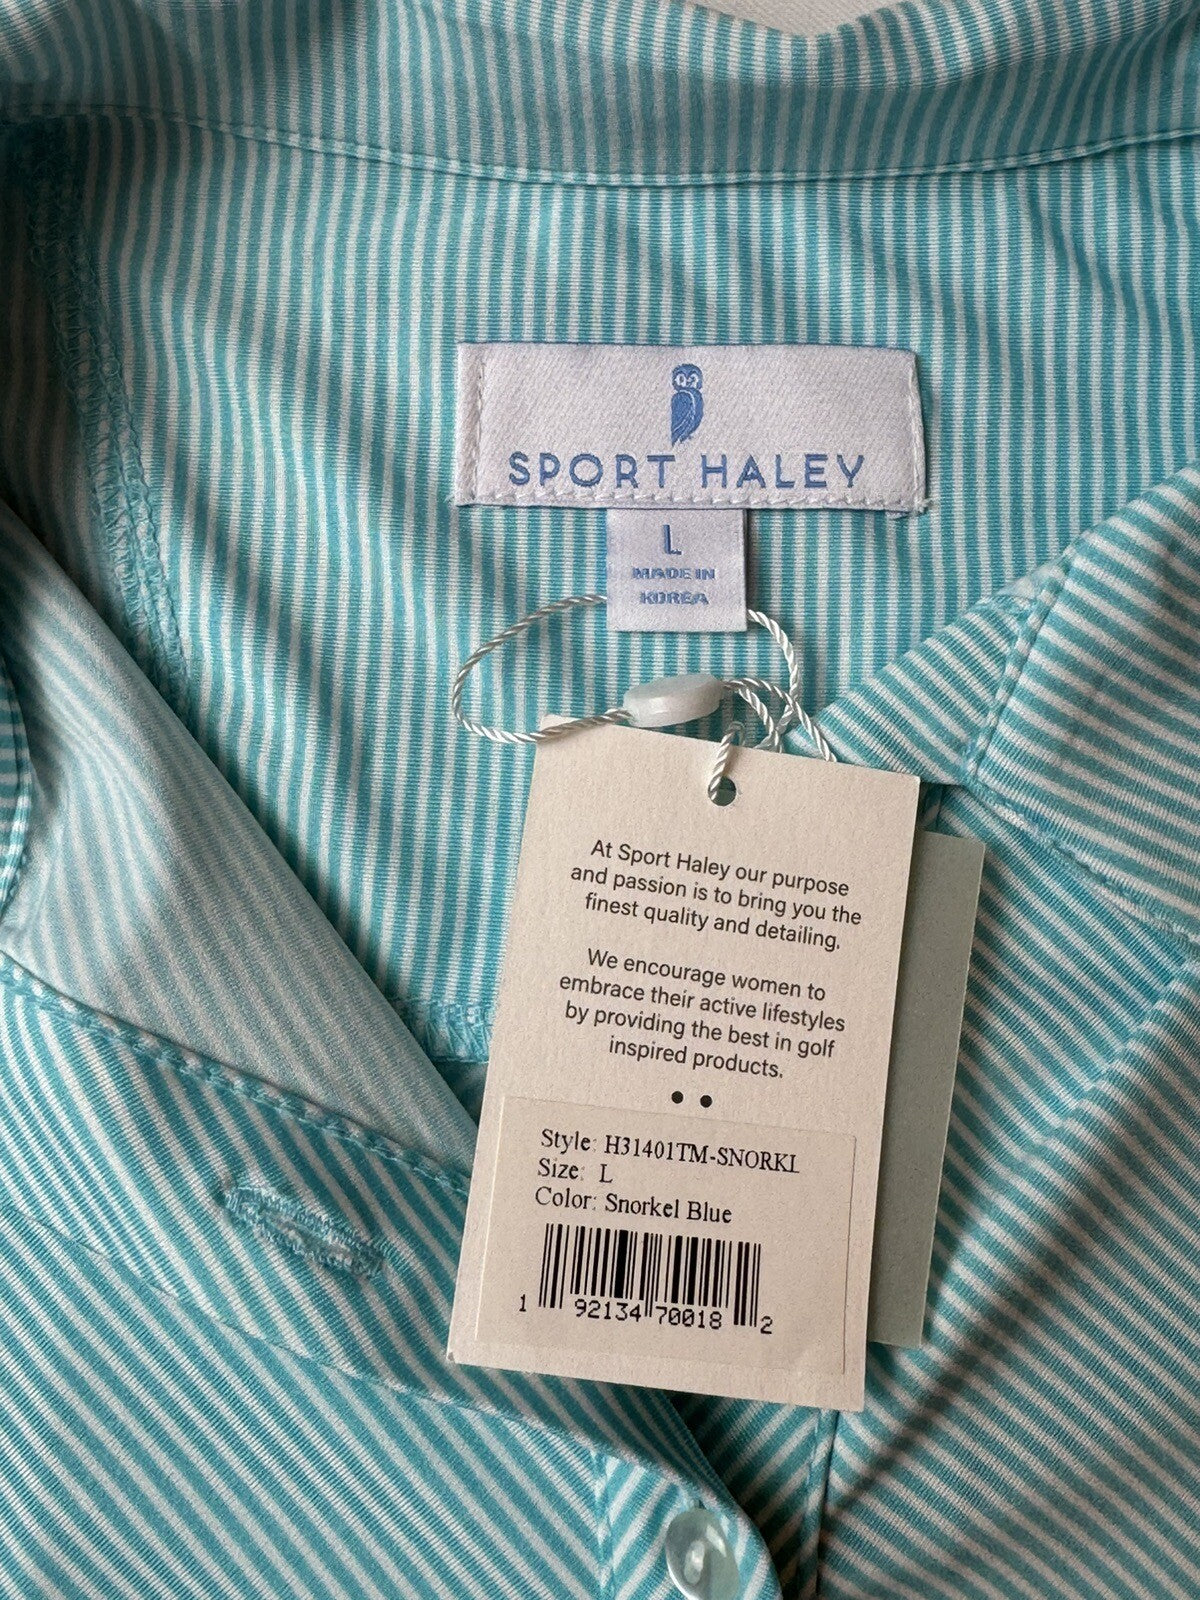 SPORT HALEY
L
MADE IN
KOREA
At Sport Haley our purpose
and passion is to bring you the
finest quality and detailing.
We encourage women to
embrace their active lifestyles
by providing the best in golf
inspired products.
Style: H31401TM-SNORKL
Size: L
Color: Snorkel Blue
1 92134 70018 2